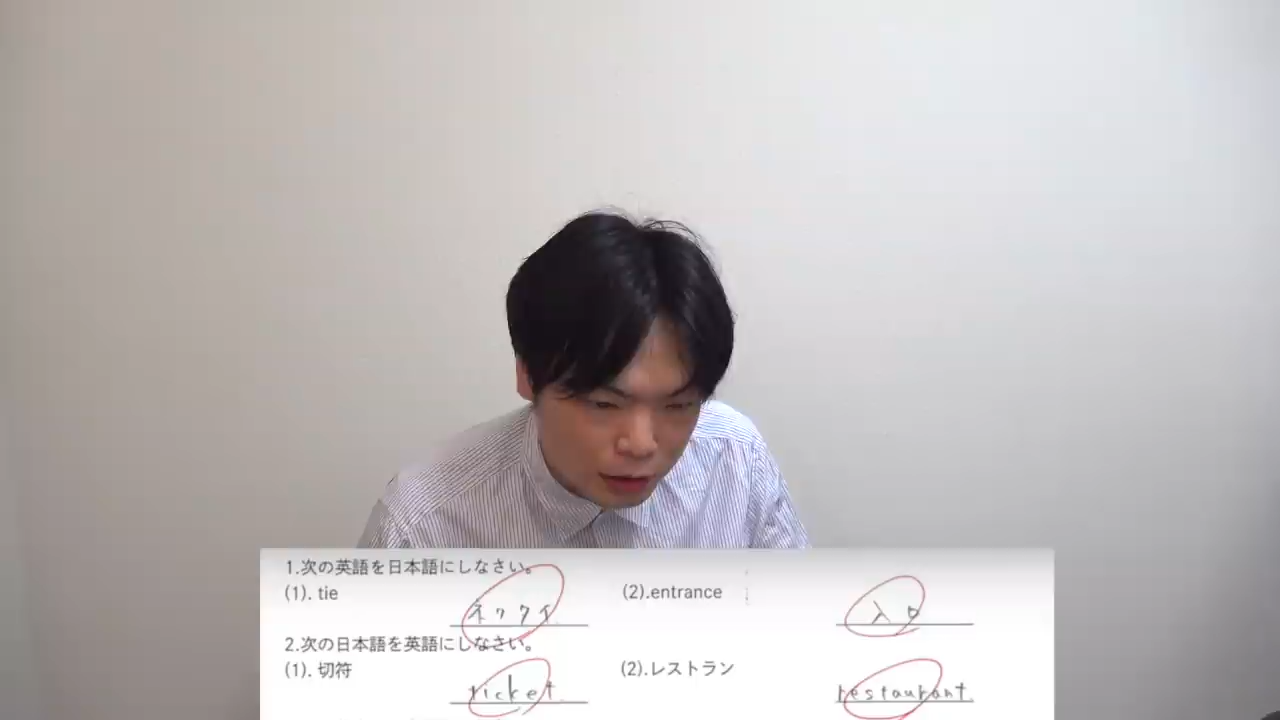 1.次の英語を日本語にしなさい。
(1). tie ネクタイ (2).entrance 入口
2.次の日本語を英語にしなさい。
(1). 切符 ticket (2).レストラン restaurant